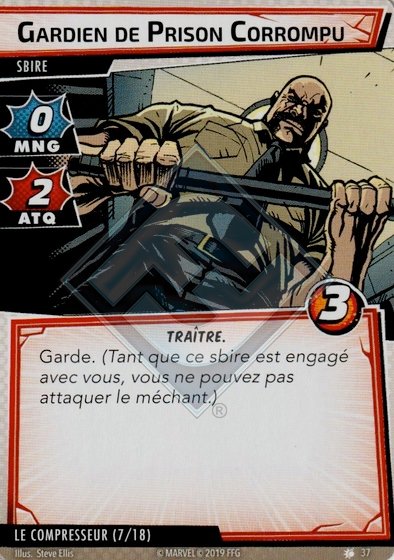 GARDIEN DE PRISON CORROMPU
SBIRE
0
MNG
2
ATQ
3
TRAÎTRE.
Garde. (Tant que ce sbire est engagé
avec vous, vous ne pouvez pas
attaquer le méchant.)
®
LE COMPRESSEUR (7/18)
Illus. Steve Ellis
© MARVEL © 2019 FFG
37